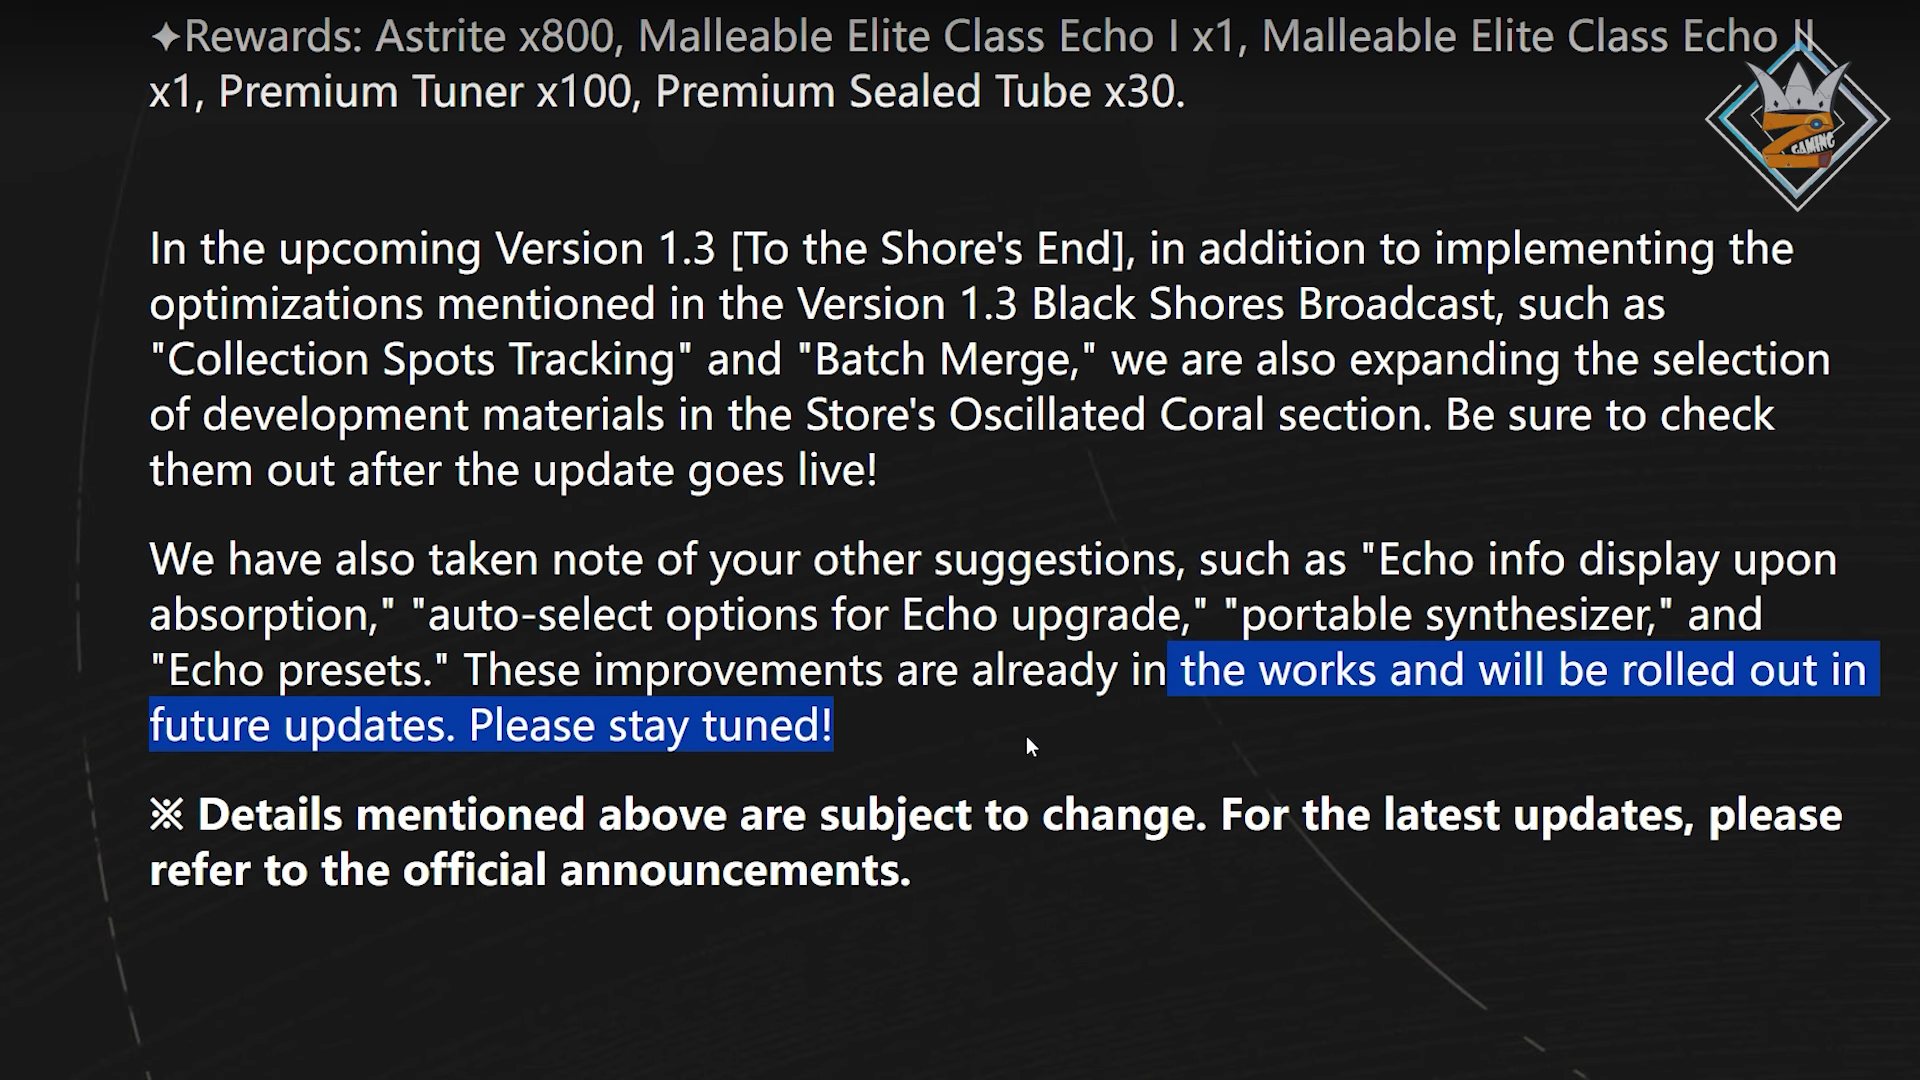 ✦Rewards: Astrite x800, Malleable Elite Class Echo I x1, Malleable Elite Class Echo II
x1, Premium Tuner x100, Premium Sealed Tube x30.
GAMING
In the upcoming Version 1.3 [To the Shore's End], in addition to implementing the
optimizations mentioned in the Version 1.3 Black Shores Broadcast, such as
"Collection Spots Tracking" and "Batch Merge," we are also expanding the selection
of development materials in the Store's Oscillated Coral section. Be sure to check
them out after the update goes live!
We have also taken note of your other suggestions, such as "Echo info display upon
absorption," "auto-select options for Echo upgrade," "portable synthesizer," and
"Echo presets." These improvements are already in the works and will be rolled out in
future updates. Please stay tuned!
※ Details mentioned above are subject to change. For the latest updates, please
refer to the official announcements.